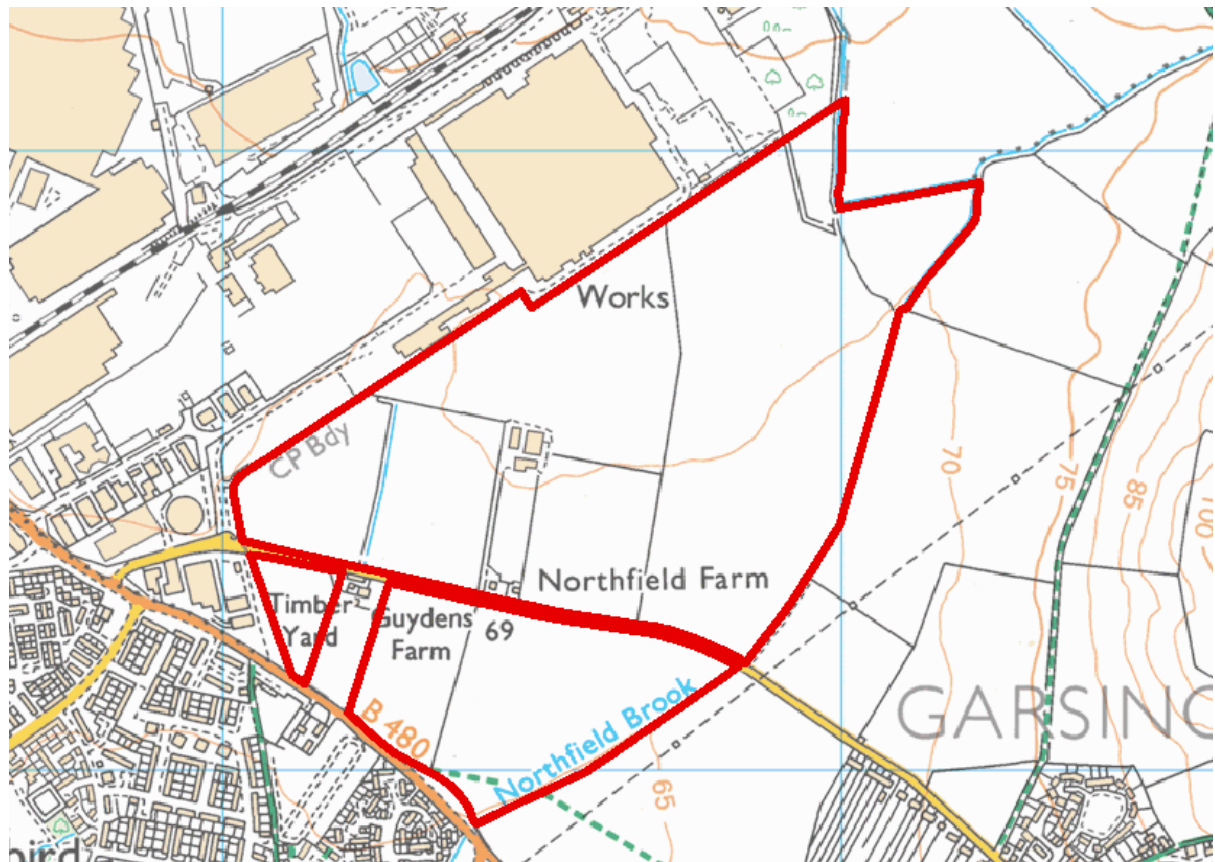 Works
CP Bdy
Northfield Farm
Timber
Yard
Guydens
Farm
69
B 480
Northfield Brook
65
70
75
85
100
GARSING